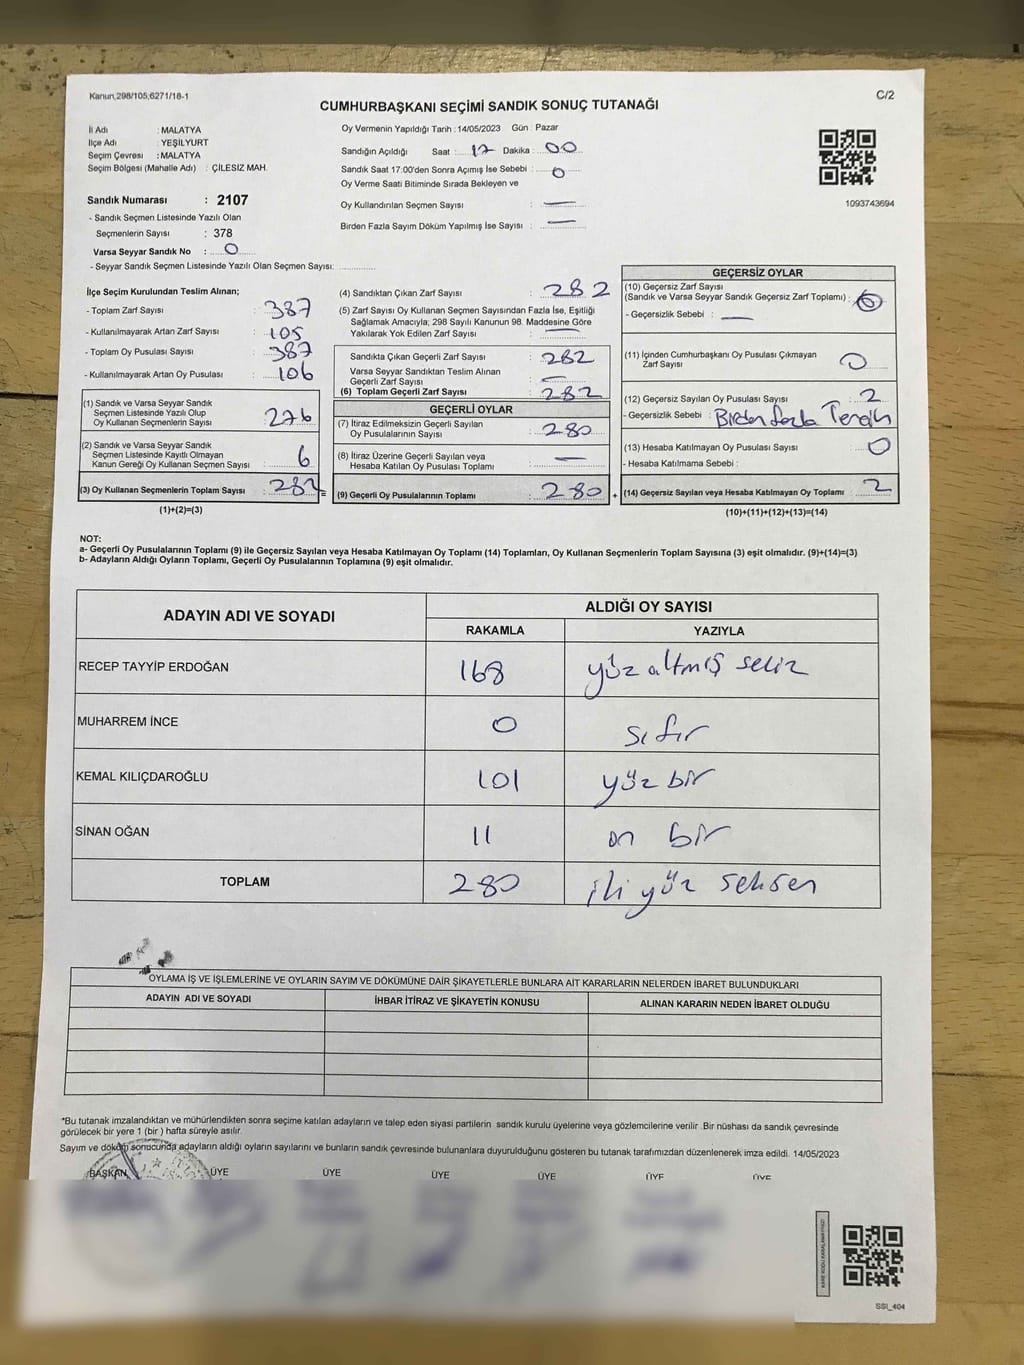 Kanun,298/105,6271/18-1
C/2
CUMHURBAŞKANI SEÇİMİ SANDIK SONUÇ TUTANAĞI
İl Adı : MALATYA
İlçe Adı : YEŞİLYURT
Seçim Çevresi : MALATYA
Seçim Bölgesi (Mahalle Adı) : ÇİLESİZ MAH.
Sandık Numarası : 2107
- Sandık Seçmen Listesinde Yazılı Olan
Seçmenlerin Sayısı : 378
Varsa Seyyar Sandık No : 0
- Seyyar Sandık Seçmen Listesinde Yazılı Olan Seçmen Sayısı:
Oy Vermenin Yapıldığı Tarih : 14/05/2023 Gün : Pazar
Sandığın Açıldığı Saat : 17 Dakika : 00
Sandık Saat 17:00'den Sonra Açımış İse Sebebi : 0
Oy Verme Saati Bitiminde Sırada Bekleyen ve
Oy Kullandırılan Seçmen Sayısı : —
Birden Fazla Sayım Döküm Yapılmış İse Sayısı : —
1093743694
İlçe Seçim Kurulundan Teslim Alınan;
- Toplam Zarf Sayısı : 387
- Kullanılmayarak Artan Zarf Sayısı : 105
- Toplam Oy Pusulası Sayısı : 387
- Kullanılmayarak Artan Oy Pusulası : 106
(1) Sandık ve Varsa Seyyar Sandık
Seçmen Listesinde Yazılı Olup
Oy Kullanan Seçmenlerin Sayısı : 276
(2) Sandık ve Varsa Seyyar Sandık
Seçmen Listesinde Kayıtlı Olmayan
Kanun Gereği Oy Kullanan Seçmen Sayısı : 6
(3) Oy Kullanan Seçmenlerin Toplam Sayısı : 282 =
(1)+(2)=(3)
(4) Sandıktan Çıkan Zarf Sayısı : 282
(5) Zarf Sayısı Oy Kullanan Seçmen Sayısından Fazla İse, Eşitliği
Sağlamak Amacıyla; 298 Sayılı Kanunun 98. Maddesine Göre
Yakılarak Yok Edilen Zarf Sayısı : —
Sandıkta Çıkan Geçerli Zarf Sayısı : 282
Varsa Seyyar Sandıktan Teslim Alınan
Geçerli Zarf Sayısı : —
(6) Toplam Geçerli Zarf Sayısı : 282
GEÇERLİ OYLAR
(7) İtiraz Edilmeksizin Geçerli Sayılan
Oy Pusulalarının Sayısı : 280
(8) İtiraz Üzerine Geçerli Sayılan veya
Hesaba Katılan Oy Pusulası Toplamı : —
(9) Geçerli Oy Pusulalarının Toplamı : 280 +
GEÇERSİZ OYLAR
(10) Geçersiz Zarf Sayısı
(Sandık ve Varsa Seyyar Sandık Geçersiz Zarf Toplamı) :
- Geçersizlik Sebebi : —
(11) İçinden Cumhurbaşkanı Oy Pusulası Çıkmayan
Zarf Sayısı : 0
(12) Geçersiz Sayılan Oy Pusulası Sayısı : 2
- Geçersizlik Sebebi : Birden fazla Tercih
(13) Hesaba Katılmayan Oy Pusulası Sayısı : 0
- Hesaba Katılmama Sebebi :
(14) Geçersiz Sayılan veya Hesaba Katılmayan Oy Toplamı : 2
(10)+(11)+(12)+(13)=(14)
NOT:
a- Geçerli Oy Pusulalarının Toplamı (9) ile Geçersiz Sayılan veya Hesaba Katılmayan Oy Toplamı (14) Toplamları, Oy Kullanan Seçmenlerin Toplam Sayısına (3) eşit olmalıdır. (9)+(14)=(3)
b- Adayların Aldığı Oyların Toplamı, Geçerli Oy Pusulalarının Toplamına (9) eşit olmalıdır.
ADAYIN ADI VE SOYADI
ALDIĞI OY SAYISI
RAKAMLA YAZIYLA
RECEP TAYYİP ERDOĞAN 168 yüz altmış sekiz
MUHARREM İNCE 0 sıfır
KEMAL KILIÇDAROĞLU 101 yüz bir
SİNAN OĞAN 11 on bir
TOPLAM 280 iki yüz seksen
OYLAMA İŞ VE İŞLEMLERİNE VE OYLARIN SAYIM VE DÖKÜMÜNE DAİR ŞİKAYETLERLE BUNLARA AİT KARARLARIN NELERDEN İBARET BULUNDUKLARI
ADAYIN ADI VE SOYADI İHBAR İTİRAZ VE ŞİKAYETİN KONUSU ALINAN KARARIN NEDEN İBARET OLDUĞU
*Bu tutanak imzalandıktan ve mühürlendikten sonra seçime katılan adayların ve talep eden siyasi partilerin sandık kurulu üyelerine veya gözlemcilerine verilir .Bir nüshası da sandık çevresinde
görülecek bir yere 1 (bir ) hafta süreyle asılır.
Sayım ve döküm sonucunda adayların aldığı oyların sayılarını ve bunların sandık çevresinde bulunanlara duyurulduğunu gösteren bu tutanak tarafımızdan düzenlenerek imza edildi. 14/05/2023
BAŞKAN ÜYE ÜYE ÜYE ÜYE ÜYE ÜYE
SSİ_404